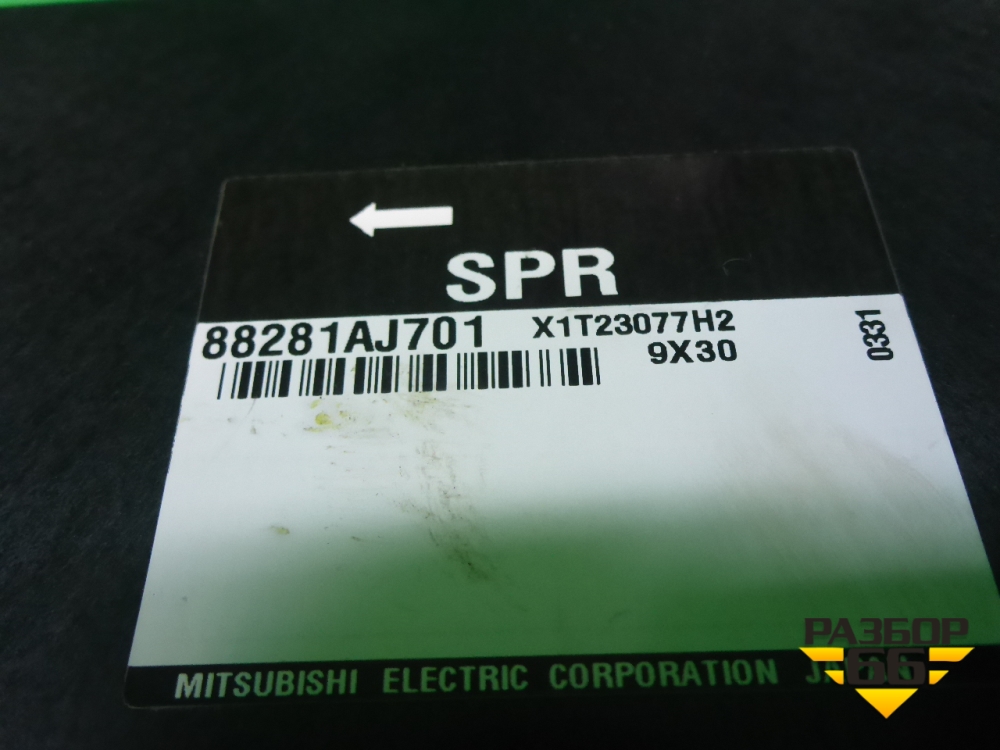 SPR
88281AJ701 X1T23077H2
9X30
0331
MITSUBISHI ELECTRIC CORPORATION
РАЗБОР
66